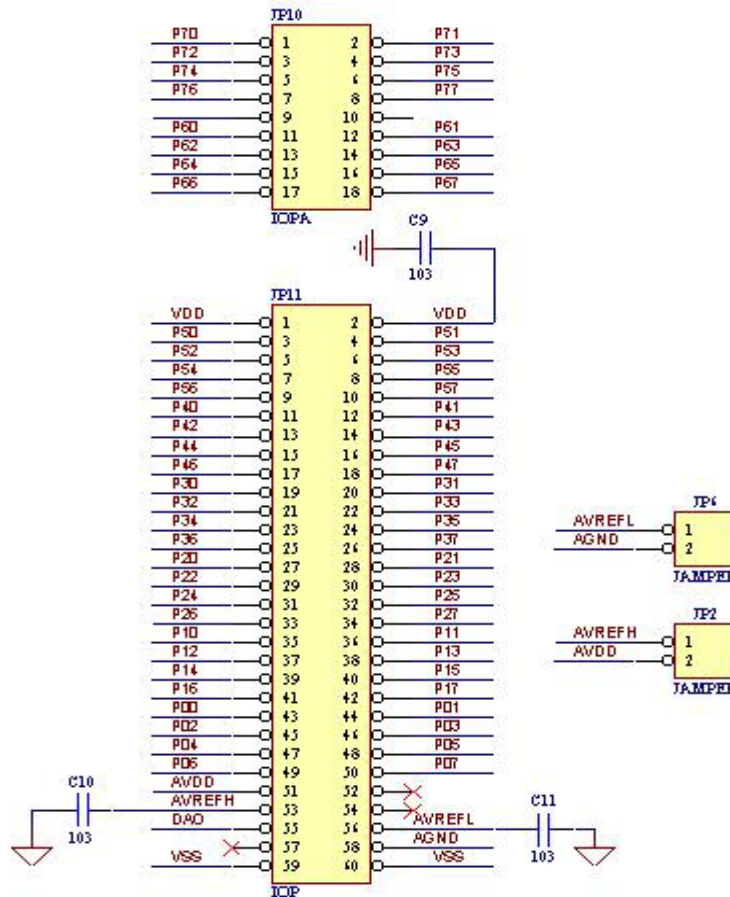 JP10
P70 1 2 P71
P72 3 4 P73
P74 5 6 P75
P76 7 8 P77
9 10
P60 11 12 P61
P62 13 14 P63
P64 15 16 P65
P66 17 18 P67
IOPA
C9
103
JP11
VDD 1 2 VDD
P50 3 4 P51
P52 5 6 P53
P54 7 8 P55
P56 9 10 P57
P40 11 12 P41
P42 13 14 P43
P44 15 16 P45
P46 17 18 P47
P30 19 20 P31
P32 21 22 P33
P34 23 24 P35
P36 25 26 P37
P20 27 28 P21
P22 29 30 P23
P24 31 32 P25
P26 33 34 P27
P10 35 36 P11
P12 37 38 P13
P14 39 40 P15
P16 41 42 P17
P00 43 44 P01
P02 45 46 P03
P04 47 48 P05
P06 49 50 P07
AVDD 51 52
C10
103
AVREFH 53 54
DAO 55 56 AVREFL
C11
103
57 58 AGND
VSS 59 60 VSS
IOP
JP6
AVREFL 1
AGND 2
JAMPER
JP2
AVREFH 1
AVDD 2
JAMPER